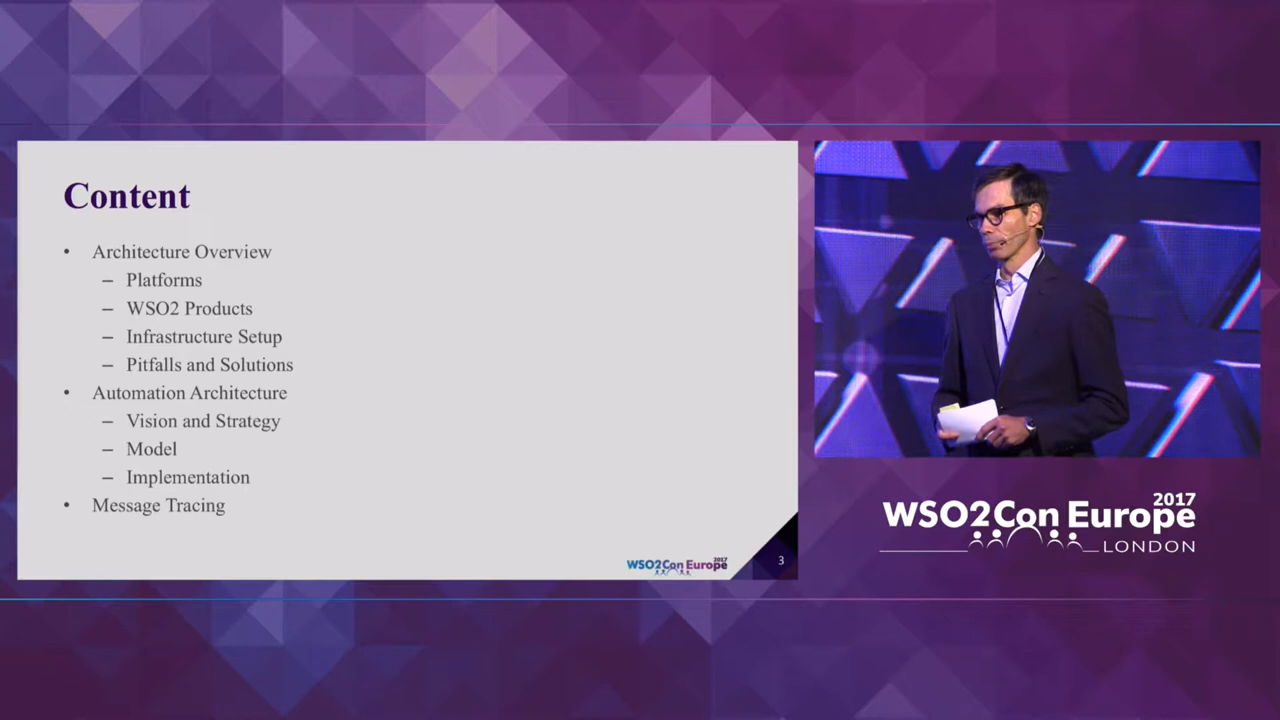 Content
• Architecture Overview
– Platforms
– WSO2 Products
– Infrastructure Setup
– Pitfalls and Solutions
• Automation Architecture
– Vision and Strategy
– Model
– Implementation
• Message Tracing
WSO2Con Europe 2017
3
2017
WSO2Con Europe
LONDON